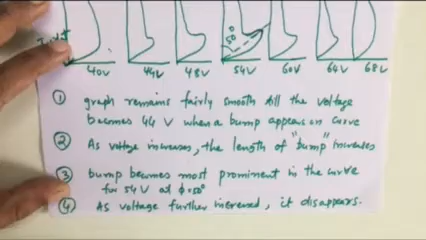 50°
40V 44V 48V 54V 60V 64V 68V
① graph remains fairly smooth till the voltage
becomes 44 V when a bump appears on curve
② As voltage increases, the length of "bump" increases
③ bump becomes most prominent in the curve
for 54 V at ϕ=50°
④ As voltage further increased, it disappears.